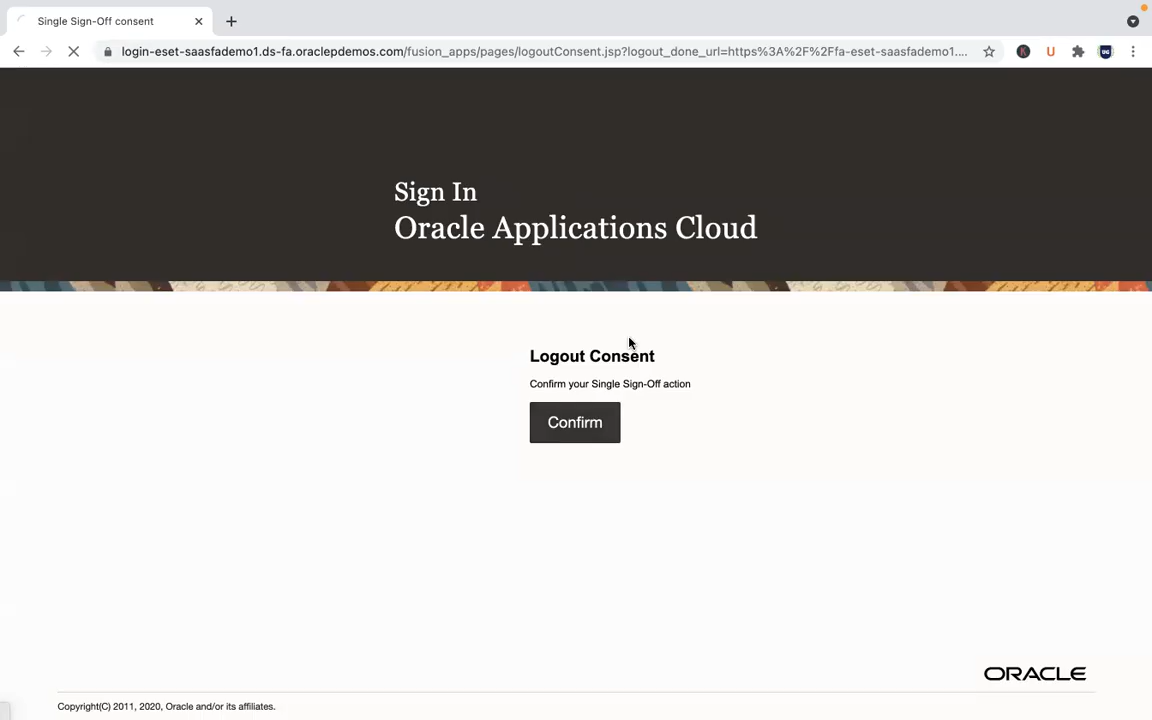 Single Sign-Off consent
login-eset-saasfademo1.ds-fa.oraclepdemos.com/fusion_apps/pages/logoutConsent.jsp?logout_done_url=https%3A%2F%2Ffa-eset-saasfademo1....
Sign In
Oracle Applications Cloud
Logout Consent
Confirm your Single Sign-Off action
Confirm
ORACLE
Copyright(C) 2011, 2020, Oracle and/or its affiliates.